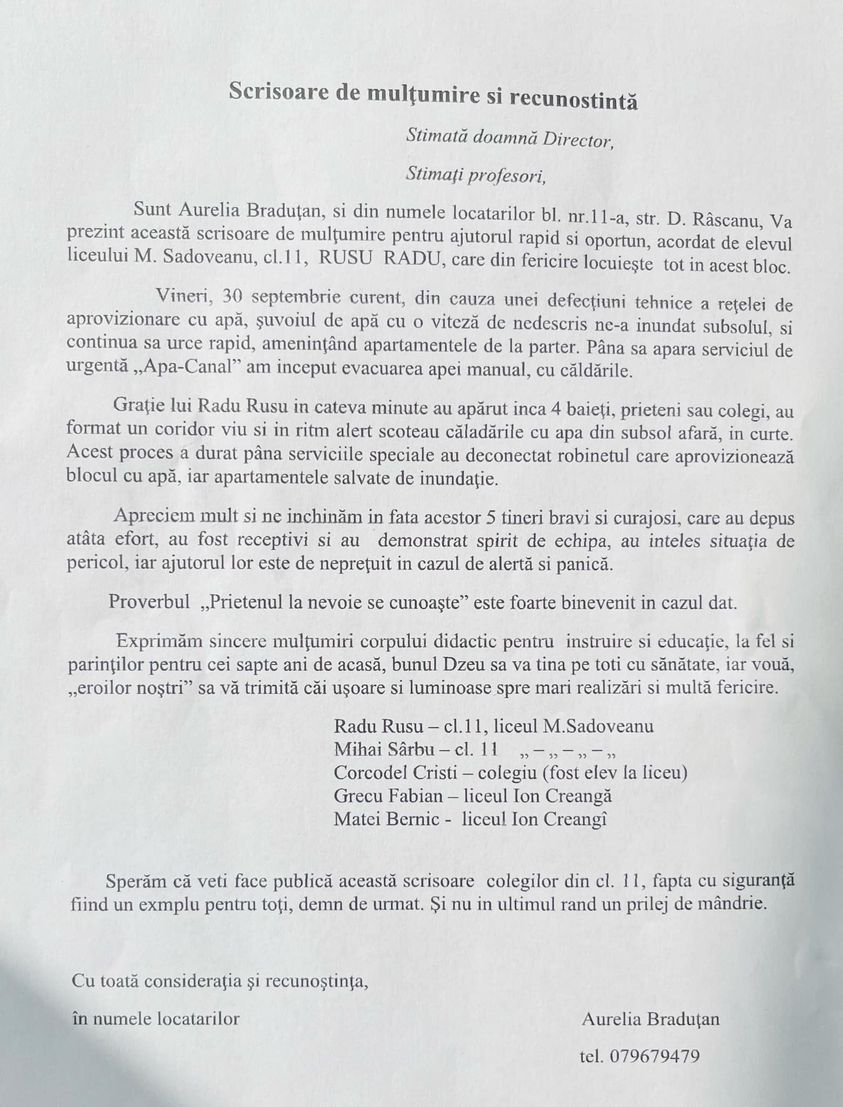 Scrisoare de mulţumire si recunostintă
Stimată doamnă Director,
Stimaţi profesori,
Sunt Aurelia Braduţan, si din numele locatarilor bl. nr.11-a, str. D. Râscanu, Va
prezint această scrisoare de mulţumire pentru ajutorul rapid si oportun, acordat de elevul
liceului M. Sadoveanu, cl.11, RUSU RADU, care din fericire locuieşte tot in acest bloc.
Vineri, 30 septembrie curent, din cauza unei defecţiuni tehnice a reţelei de
aprovizionare cu apă, şuvoiul de apă cu o viteză de nedescris ne-a inundat subsolul, si
continua sa urce rapid, ameninţând apartamentele de la parter. Pâna sa apara serviciul de
urgentă „Apa-Canal” am inceput evacuarea apei manual, cu căldările.
Graţie lui Radu Rusu in cateva minute au apărut inca 4 baieţi, prieteni sau colegi, au
format un coridor viu si in ritm alert scoteau căladările cu apa din subsol afară, in curte.
Acest proces a durat pâna serviciile speciale au deconectat robinetul care aprovizionează
blocul cu apă, iar apartamentele salvate de inundaţie.
Apreciem mult si ne inchinăm in fata acestor 5 tineri bravi si curajosi, care au depus
atâta efort, au fost receptivi si au demonstrat spirit de echipa, au inteles situaţia de
pericol, iar ajutorul lor este de nepreţuit in cazul de alertă si panică.
Proverbul „Prietenul la nevoie se cunoaşte” este foarte binevenit in cazul dat.
Exprimăm sincere mulţumiri corpului didactic pentru instruire si educaţie, la fel si
parinţilor pentru cei sapte ani de acasă, bunul Dzeu sa va tina pe toti cu sănătate, iar vouă,
„eroilor noştri” sa vă trimită căi uşoare si luminoase spre mari realizări si multă fericire.
Radu Rusu – cl.11, liceul M.Sadoveanu
Mihai Sârbu – cl. 11 „ – „ – „ – „
Corcodel Cristi – colegiu (fost elev la liceu)
Grecu Fabian – liceul Ion Creangă
Matei Bernic - liceul Ion Creangî
Sperăm că veti face publică această scrisoare colegilor din cl. 11, fapta cu siguranţă
fiind un exmplu pentru toţi, demn de urmat. Şi nu in ultimul rand un prilej de mândrie.
Cu toată consideraţia şi recunoştinţa,
în numele locatarilor Aurelia Braduţan
tel. 079679479